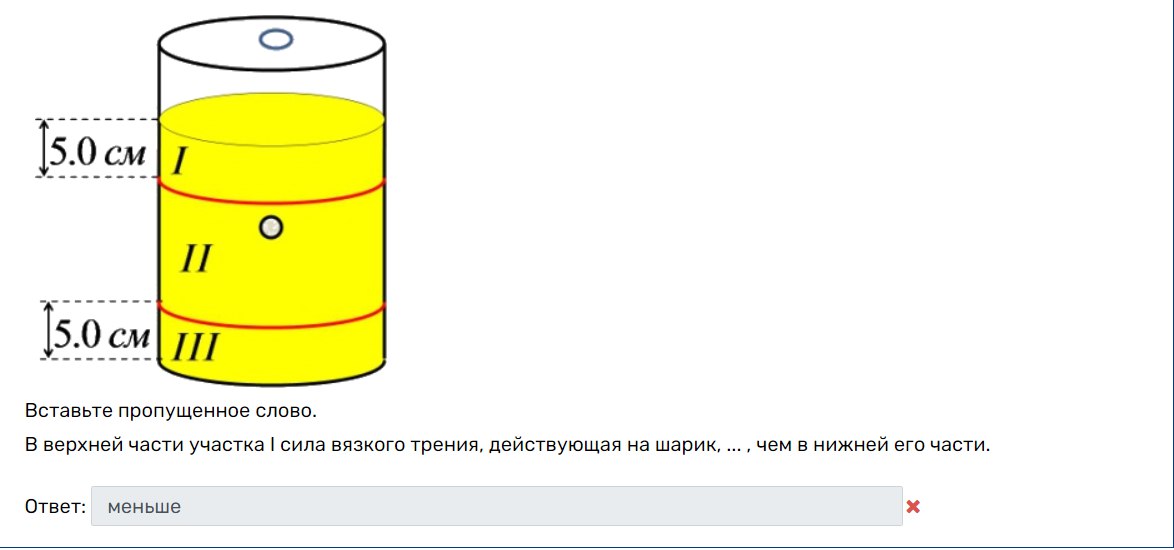 5.0 см
I
II
5.0 см
III
Вставьте пропущенное слово.
В верхней части участка I сила вязкого трения, действующая на шарик, ... , чем в нижней его части.
Ответ: меньше